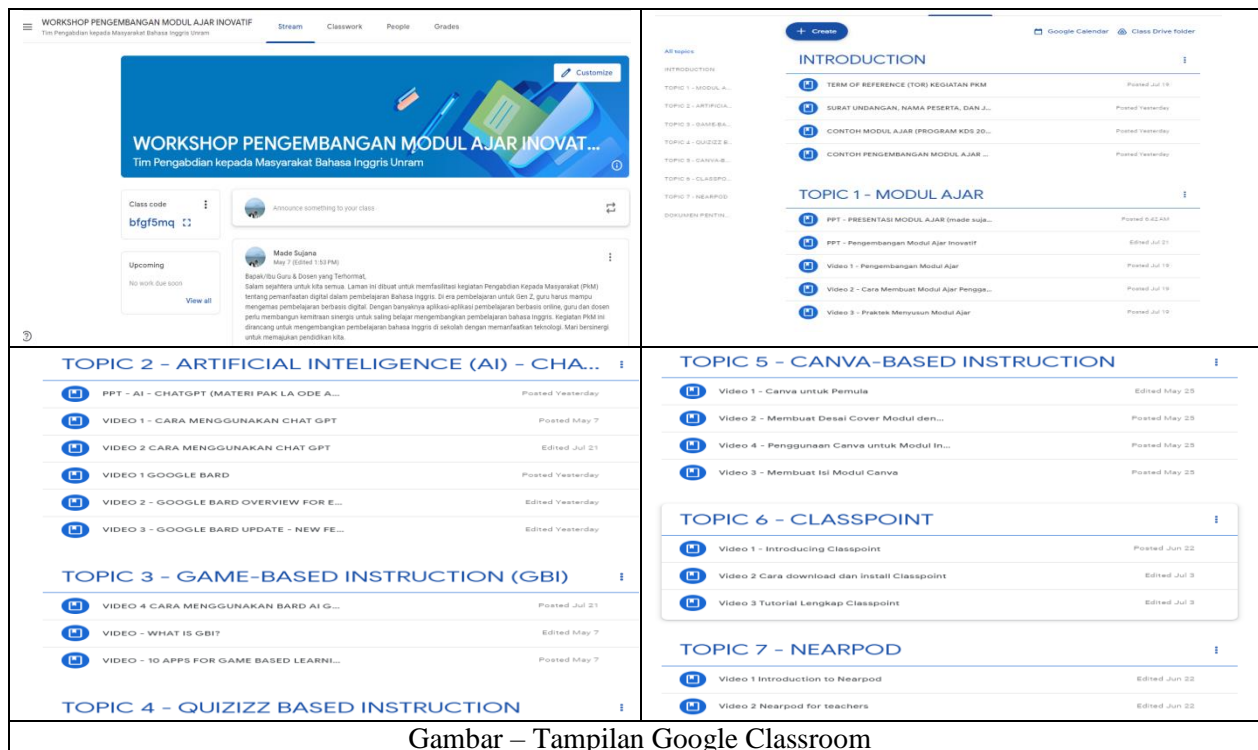 WORKSHOP PENGEMBANGAN MODUL AJAR INOVATIF
Tim Pengabdian kepada Masyarakat Bahasa Inggris Unram
Stream
Classwork
People
Grades
Customize
WORKSHOP PENGEMBANGAN MODUL AJAR INOVAT...
Tim Pengabdian kepada Masyarakat Bahasa Inggris Unram
Class code
bfgf5mq
Upcoming
No work due soon
View all
Announce something to your class
Made Sujana
May 7 (Edited 1:53 PM)
Bapak/Ibu Guru & Dosen yang Terhormat,
Salam sejahtera untuk kita semua. Laman ini dibuat untuk memfasilitasi kegiatan Pengabdian Kepada Masyarakat (PkM)
tentang pemanfaatan digital dalam pembelajaran Bahasa Inggris. Di era pembelajaran untuk Gen Z, guru harus mampu
mengemas pembelajaran berbasis digital. Dengan banyaknya aplikasi-aplikasi pembelajaran berbasis online, guru dan dosen
perlu membangun kemitraan sinergis untuk saling belajar mengembangkan pembelajaran bahasa Inggris. Kegiatan PKM ini
dirancang untuk mengembangkan pembelajaran bahasa Inggris di sekolah dengan memanfaatkan teknologi. Mari bersinergi
untuk memajukan pendidikan kita.
+ Create
Google Calendar
Class Drive folder
All topics
INTRODUCTION
TOPIC 1 - MODUL A...
TOPIC 2 - ARTIFICIA...
TOPIC 3 - GAME-BA...
TOPIC 4 - QUIZIZZ B...
TOPIC 5 - CANVA-B...
TOPIC 6 - CLASSPO...
TOPIC 7 - NEARPOD
DOKUMEN PENTIN...
INTRODUCTION
TERM OF REFERENCE (TOR) KEGIATAN PKM Posted Jul 19
SURAT UNDANGAN, NAMA PESERTA, DAN J... Posted Yesterday
CONTOH MODUL AJAR (PROGRAM KDS 20... Posted Yesterday
CONTOH PENGEMBANGAN MODUL AJAR ... Posted Yesterday
TOPIC 1 - MODUL AJAR
PPT - PRESENTASI MODUL AJAR (made suja... Posted 6:42 AM
PPT - Pengembangan Modul Ajar Inovatif Edited Jul 21
Video 1 - Pengembangan Modul Ajar Posted Jul 19
Video 2 - Cara Membuat Modul Ajar Pengga... Posted Jul 19
Video 3 - Praktek Menyusun Modul Ajar Posted Jul 19
TOPIC 2 - ARTIFICIAL INTELIGENCE (AI) - CHA...
PPT - AI - CHATGPT (MATERI PAK LA ODE A... Posted Yesterday
VIDEO 1 - CARA MENGGUNAKAN CHAT GPT Posted May 7
VIDEO 2 CARA MENGGUNAKAN CHAT GPT Edited Jul 21
VIDEO 1 GOOGLE BARD Posted Yesterday
VIDEO 2 - GOOGLE BARD OVERVIEW FOR E... Edited Yesterday
VIDEO 3 - GOOGLE BARD UPDATE - NEW FE... Edited Yesterday
TOPIC 3 - GAME-BASED INSTRUCTION (GBI)
VIDEO 4 CARA MENGGUNAKAN BARD AI G... Posted Jul 21
VIDEO - WHAT IS GBI? Edited May 7
VIDEO - 10 APPS FOR GAME BASED LEARNI... Posted May 7
TOPIC 4 - QUIZIZZ BASED INSTRUCTION
TOPIC 5 - CANVA-BASED INSTRUCTION
Video 1 - Canva untuk Pemula Edited May 25
Video 2 - Membuat Desai Cover Modul den... Posted May 25
Video 4 - Penggunaan Canva untuk Modul In... Posted May 25
Video 3 - Membuat Isi Modul Canva Posted May 25
TOPIC 6 - CLASSPOINT
Video 1 - Introducing Classpoint Posted Jun 22
Video 2 Cara download dan install Classpoint Edited Jul 3
Video 3 Tutorial Lengkap Classpoint Edited Jul 3
TOPIC 7 - NEARPOD
Video 1 Introduction to Nearpod Edited Jun 22
Video 2 Nearpod for teachers Edited Jun 22
Gambar – Tampilan Google Classroom